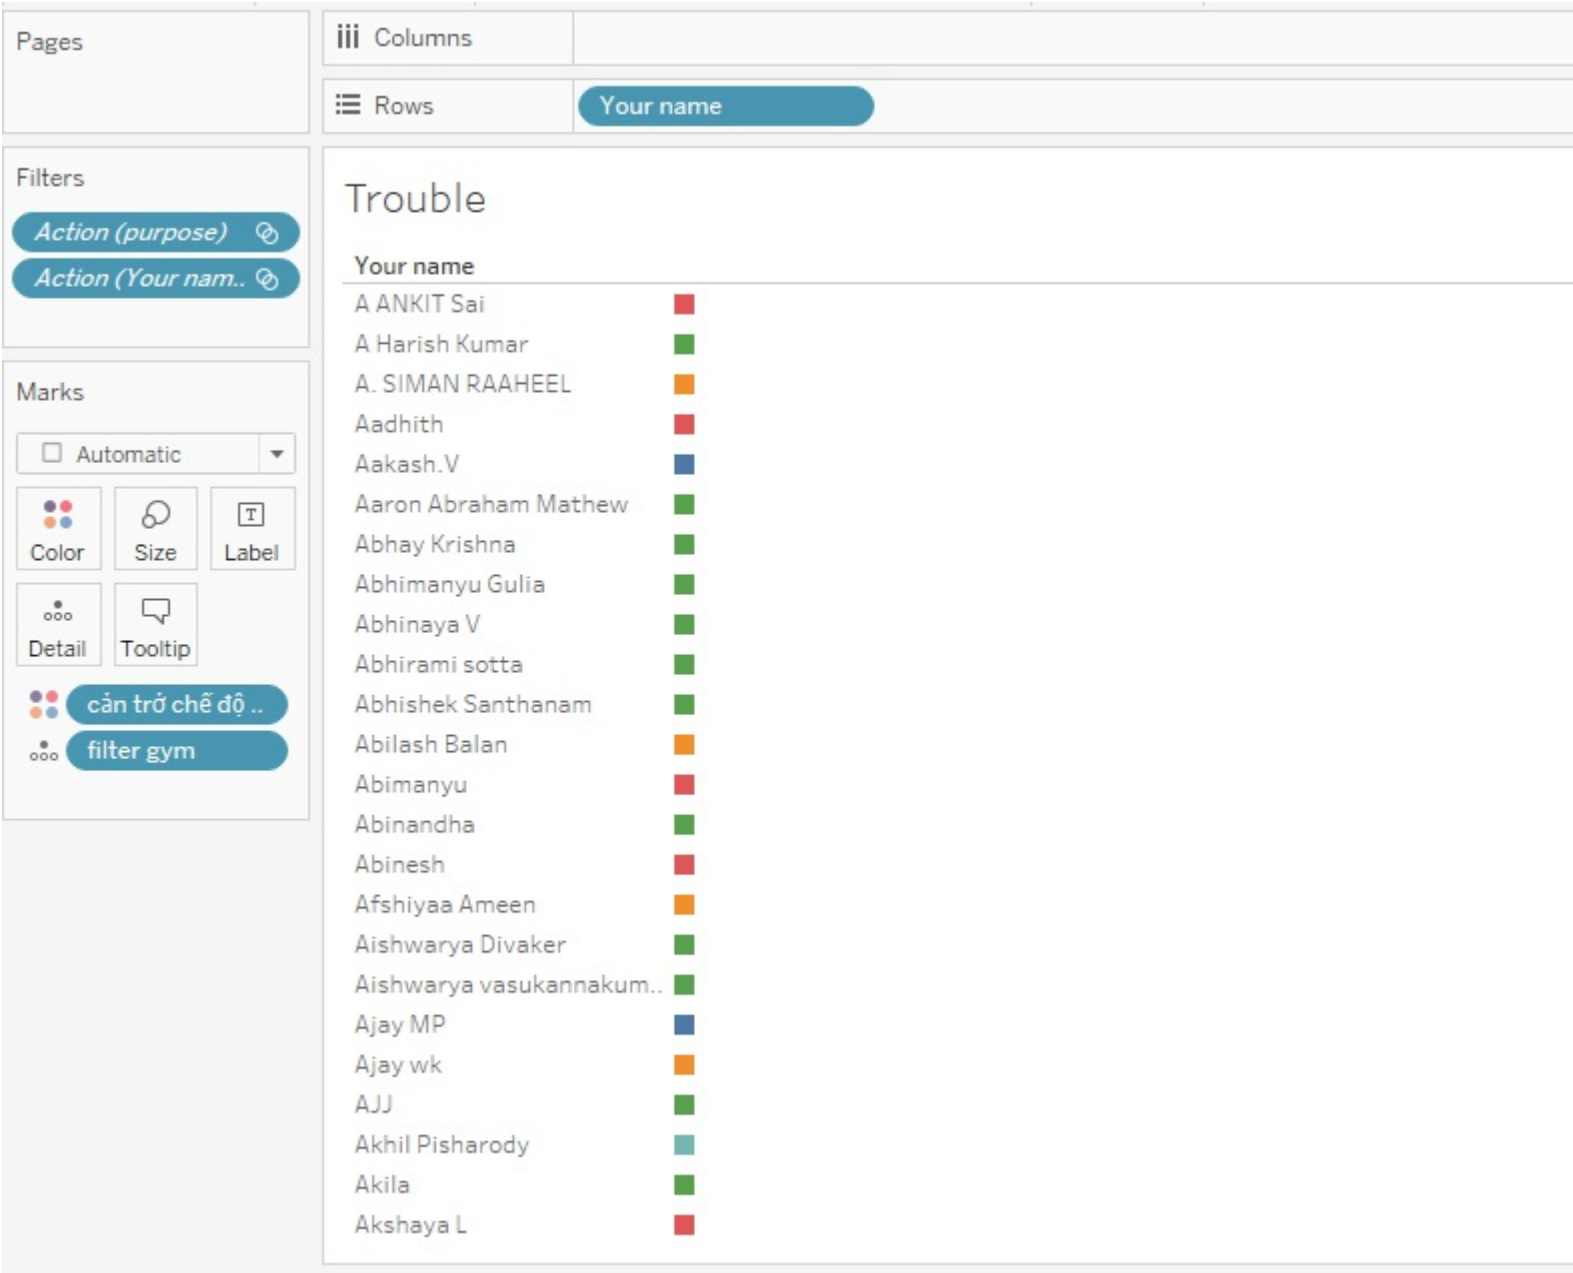 Pages
Columns
Rows
Your name
Filters
Action (purpose)
Action (Your nam..
Marks
Automatic
Color
Size
Label
Detail
Tooltip
cản trở chế độ ..
filter gym
Trouble
Your name
A ANKIT Sai
A Harish Kumar
A. SIMAN RAAHEEL
Aadhith
Aakash.V
Aaron Abraham Mathew
Abhay Krishna
Abhimanyu Gulia
Abhinaya V
Abhirami sotta
Abhishek Santhanam
Abilash Balan
Abimanyu
Abinandha
Abinesh
Afshiyaa Ameen
Aishwarya Divaker
Aishwarya vasukannakum..
Ajay MP
Ajay wk
AJJ
Akhil Pisharody
Akila
Akshaya L